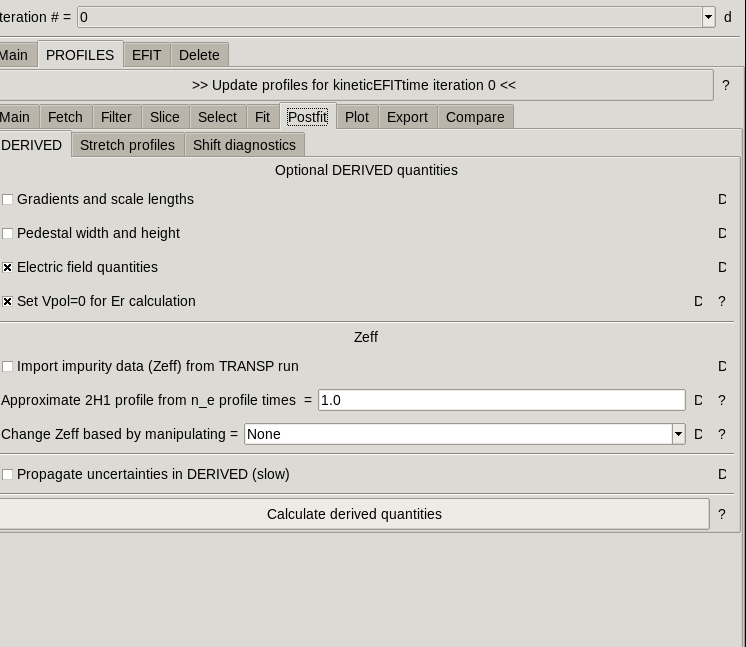 teration # = 0 d
Main PROFILES EFIT Delete
>> Update profiles for kineticEFITtime iteration 0 << ?
Main Fetch Filter Slice Select Fit Postfit Plot Export Compare
DERIVED Stretch profiles Shift diagnostics
Optional DERIVED quantities
Gradients and scale lengths D
Pedestal width and height D
Electric field quantities D
Set Vpol=0 for Er calculation D ?
Zeff
Import impurity data (Zeff) from TRANSP run D
Approximate 2H1 profile from n_e profile times = 1.0 D ?
Change Zeff based by manipulating = None D ?
Propagate uncertainties in DERIVED (slow) D
Calculate derived quantities ?